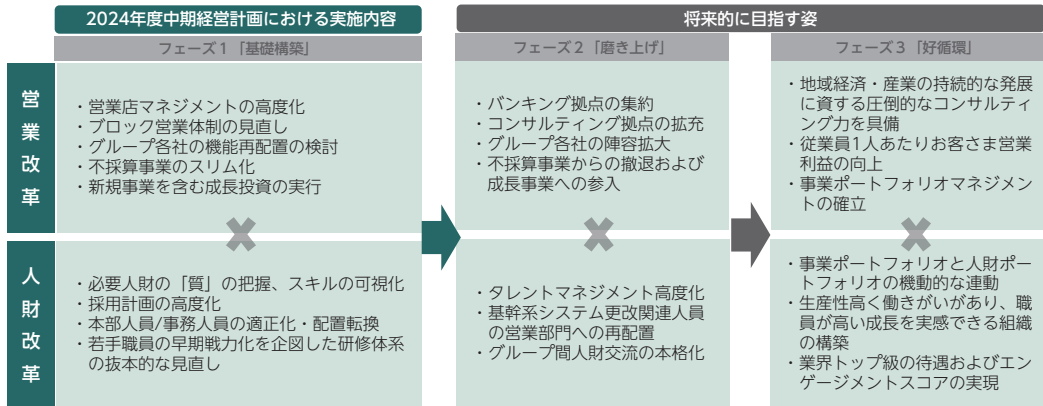 2024年度中期経営計画における実施内容
将来的に目指す姿
フェーズ1「基礎構築」
フェーズ2「磨き上げ」
フェーズ3「好循環」
営業改革
・営業店マネジメントの高度化
・ブロック営業体制の見直し
・グループ各社の機能再配置の検討
・不採算事業のスリム化
・新規事業を含む成長投資の実行
・バンキング拠点の集約
・コンサルティング拠点の拡充
・グループ各社の陣容拡大
・不採算事業からの撤退および
成長事業への参入
・地域経済・産業の持続的な発展
に資する圧倒的なコンサルティ
ング力を具備
・従業員1人あたりお客さま営業
利益の向上
・事業ポートフォリオマネジメン
トの確立
人財改革
・必要人財の「質」の把握、スキルの可視化
・採用計画の高度化
・本部人員/事務人員の適正化・配置転換
・若手職員の早期戦力化を企図した研修体系
の抜本的な見直し
・タレントマネジメント高度化
・基幹系システム更改関連人員
の営業部門への再配置
・グループ間人財交流の本格化
・事業ポートフォリオと人財ポー
トフォリオの機動的な連動
・生産性高く働きがいがあり、職
員が高い成長を実感できる組織
の構築
・業界トップ級の待遇およびエン
ゲージメントスコアの実現